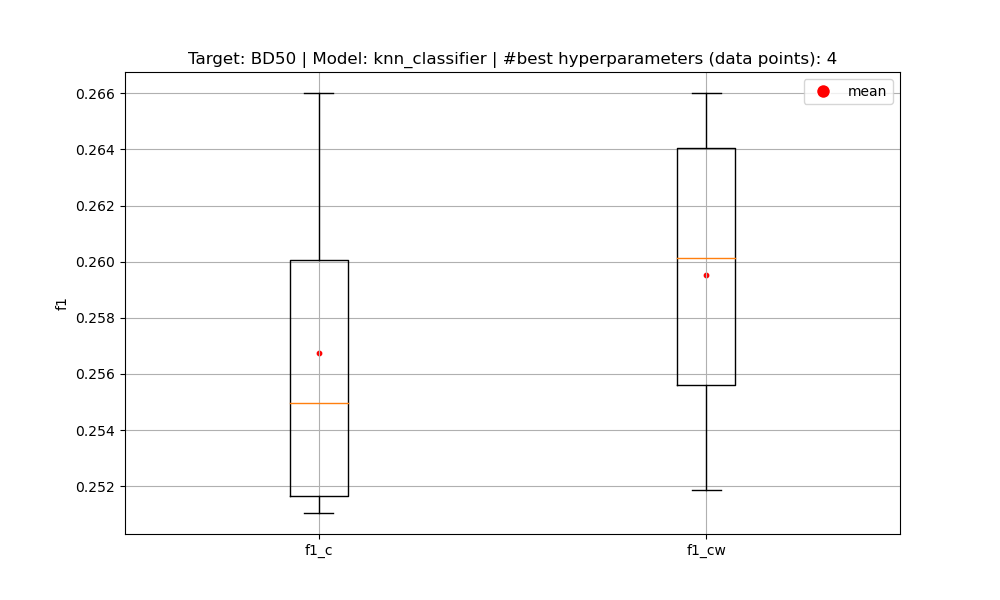 Target: BD50 | Model: knn_classifier | #best hyperparameters (data points): 4
mean
0.266
0.264
0.262
0.260
0.258
0.256
0.254
0.252
f1
f1_c
f1_cw